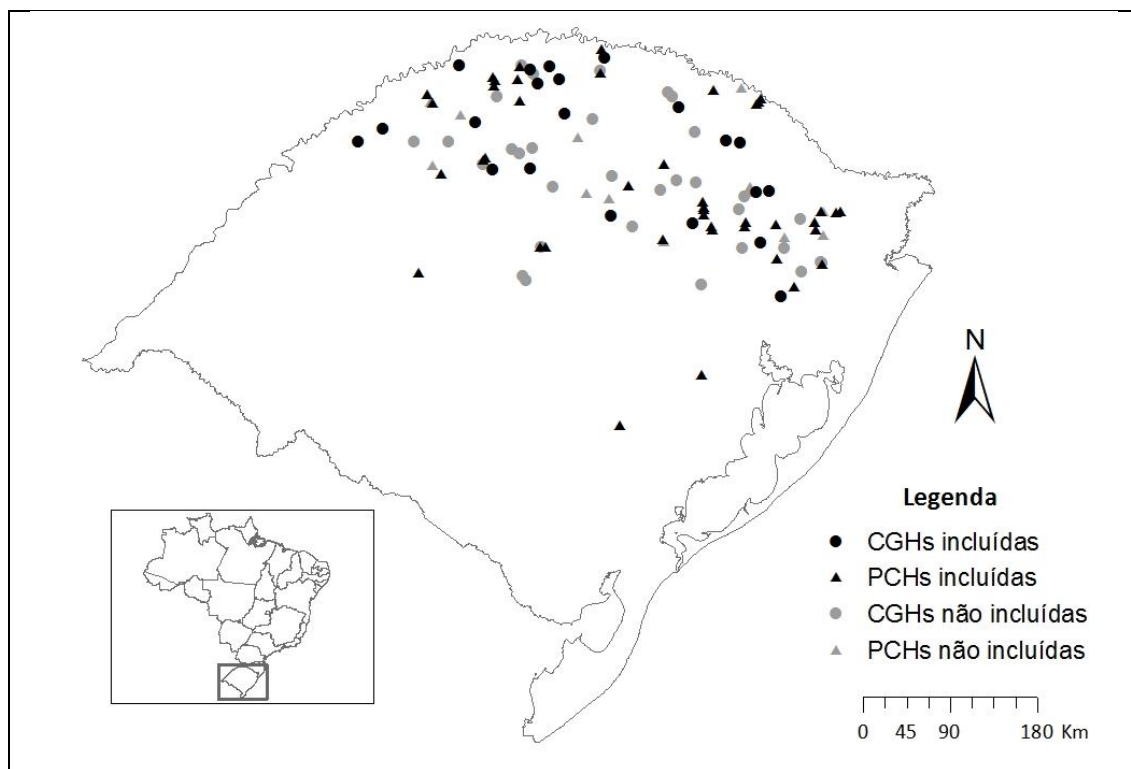 N
Legenda
CGHs incluídas
PCHs incluídas
CGHs não incluídas
PCHs não incluídas
0 45 90 180 Km